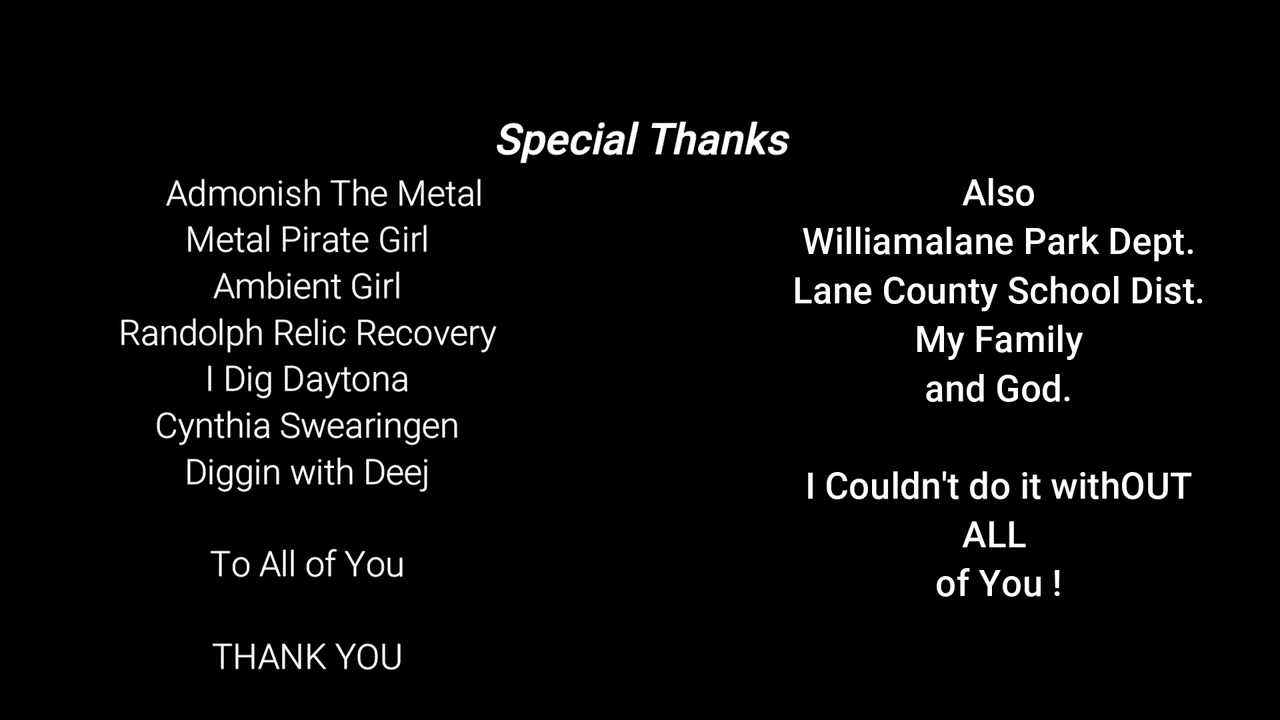 Special Thanks
Admonish The Metal
Metal Pirate Girl
Ambient Girl
Randolph Relic Recovery
I Dig Daytona
Cynthia Swearingen
Diggin with Deej
To All of You
THANK YOU
Also
Williamalane Park Dept.
Lane County School Dist.
My Family
and God.
I Couldn't do it withOUT
ALL
of You !